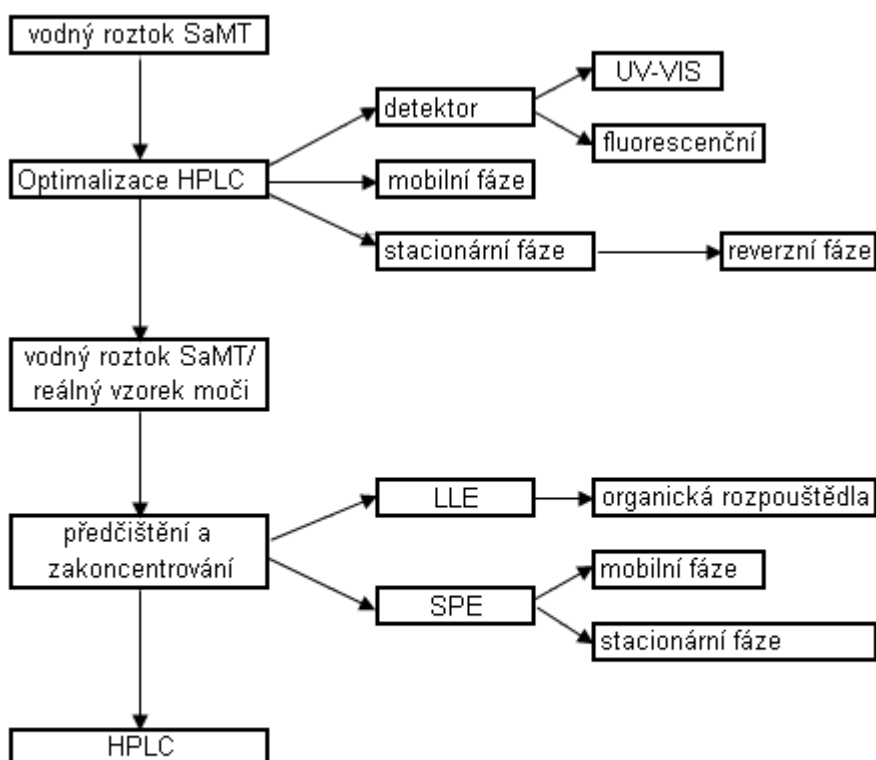 vodný roztok SaMT
UV-VIS
detektor
fluorescenční
Optimalizace HPLC
mobilní fáze
stacionární fáze
reverzní fáze
vodný roztok SaMT/
reálný vzorek moči
LLE
organická rozpouštědla
předčištění a
zakoncentrování
mobilní fáze
SPE
stacionární fáze
HPLC